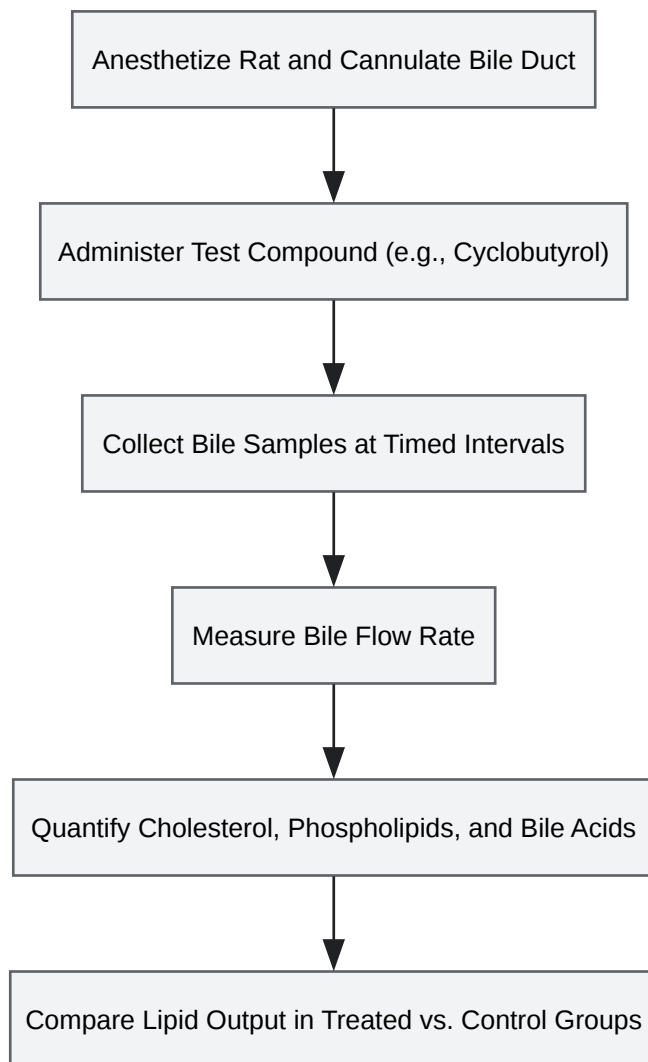 Anesthetize Rat and Cannulate Bile Duct
Administer Test Compound (e.g., Cyclobutyrol)
Collect Bile Samples at Timed Intervals
Measure Bile Flow Rate
Quantify Cholesterol, Phospholipids, and Bile Acids
Compare Lipid Output in Treated vs. Control Groups